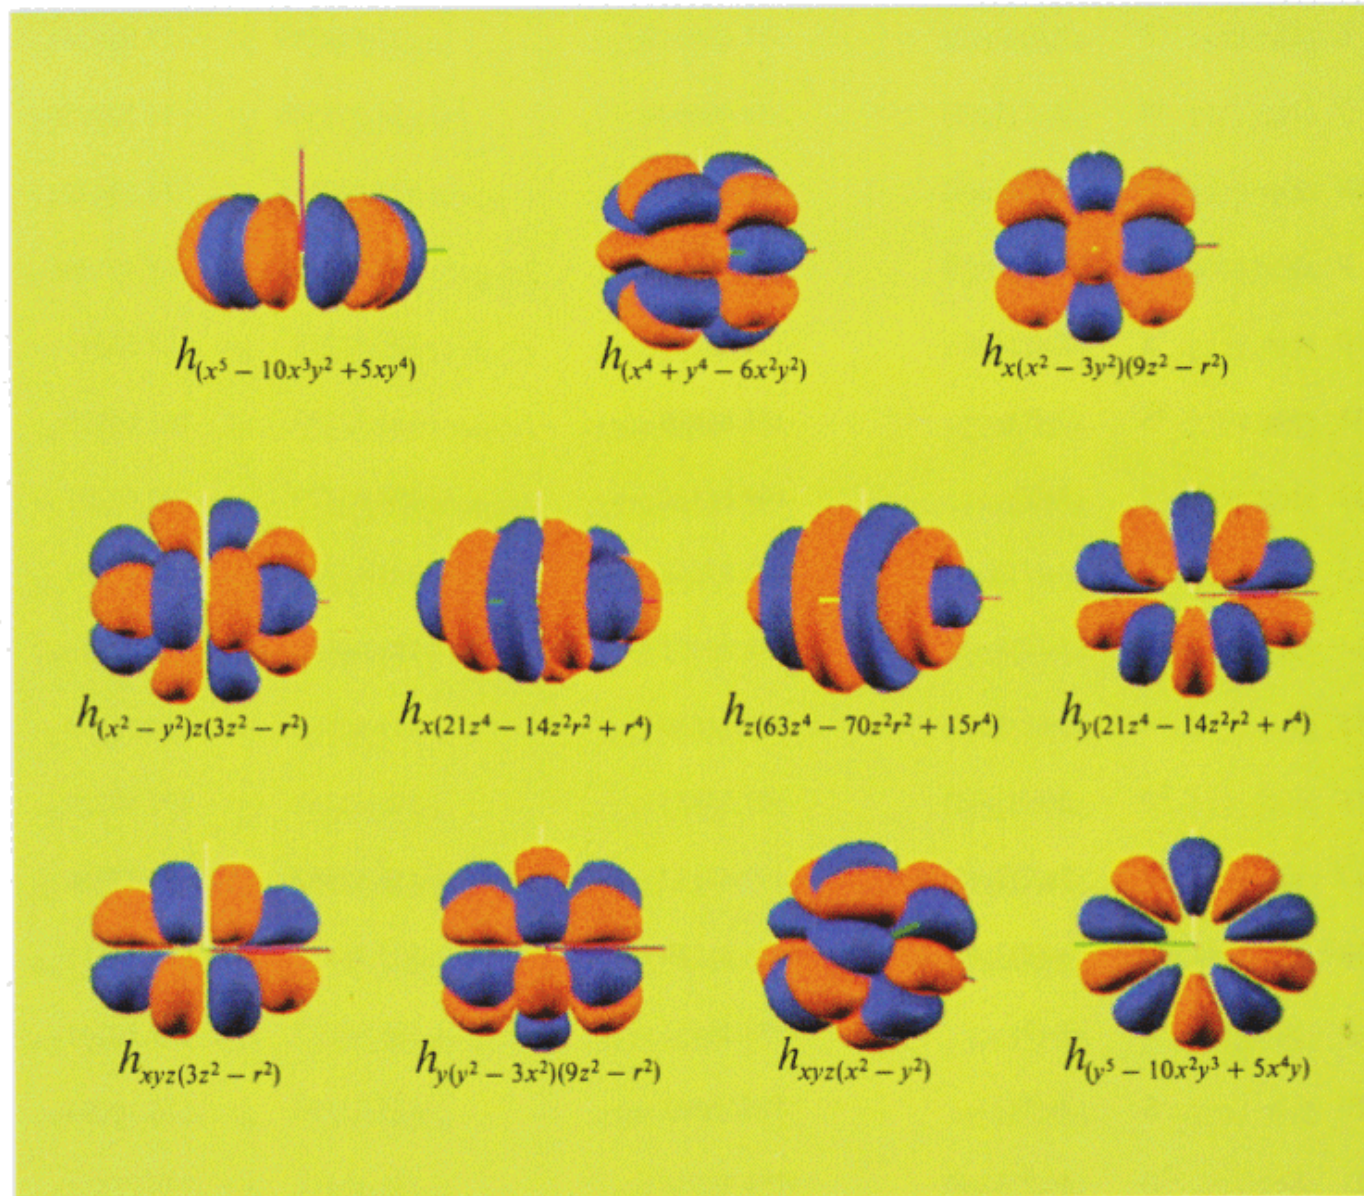 h(x⁵ − 10x³y² +5xy⁴)
h(x⁴ + y⁴ − 6x²y²)
hx(x² − 3y²)(9z² − r²)
h(x² − y²)z(3z² − r²)
hx(21z⁴ − 14z²r² + r⁴)
hz(63z⁴ − 70z²r² + 15r⁴)
hy(21z⁴ − 14z²r² + r⁴)
hxyz(3z² − r²)
hy(y² − 3x²)(9z² − r²)
hxyz(x² − y²)
h(y⁵ − 10x²y³ + 5x⁴y)